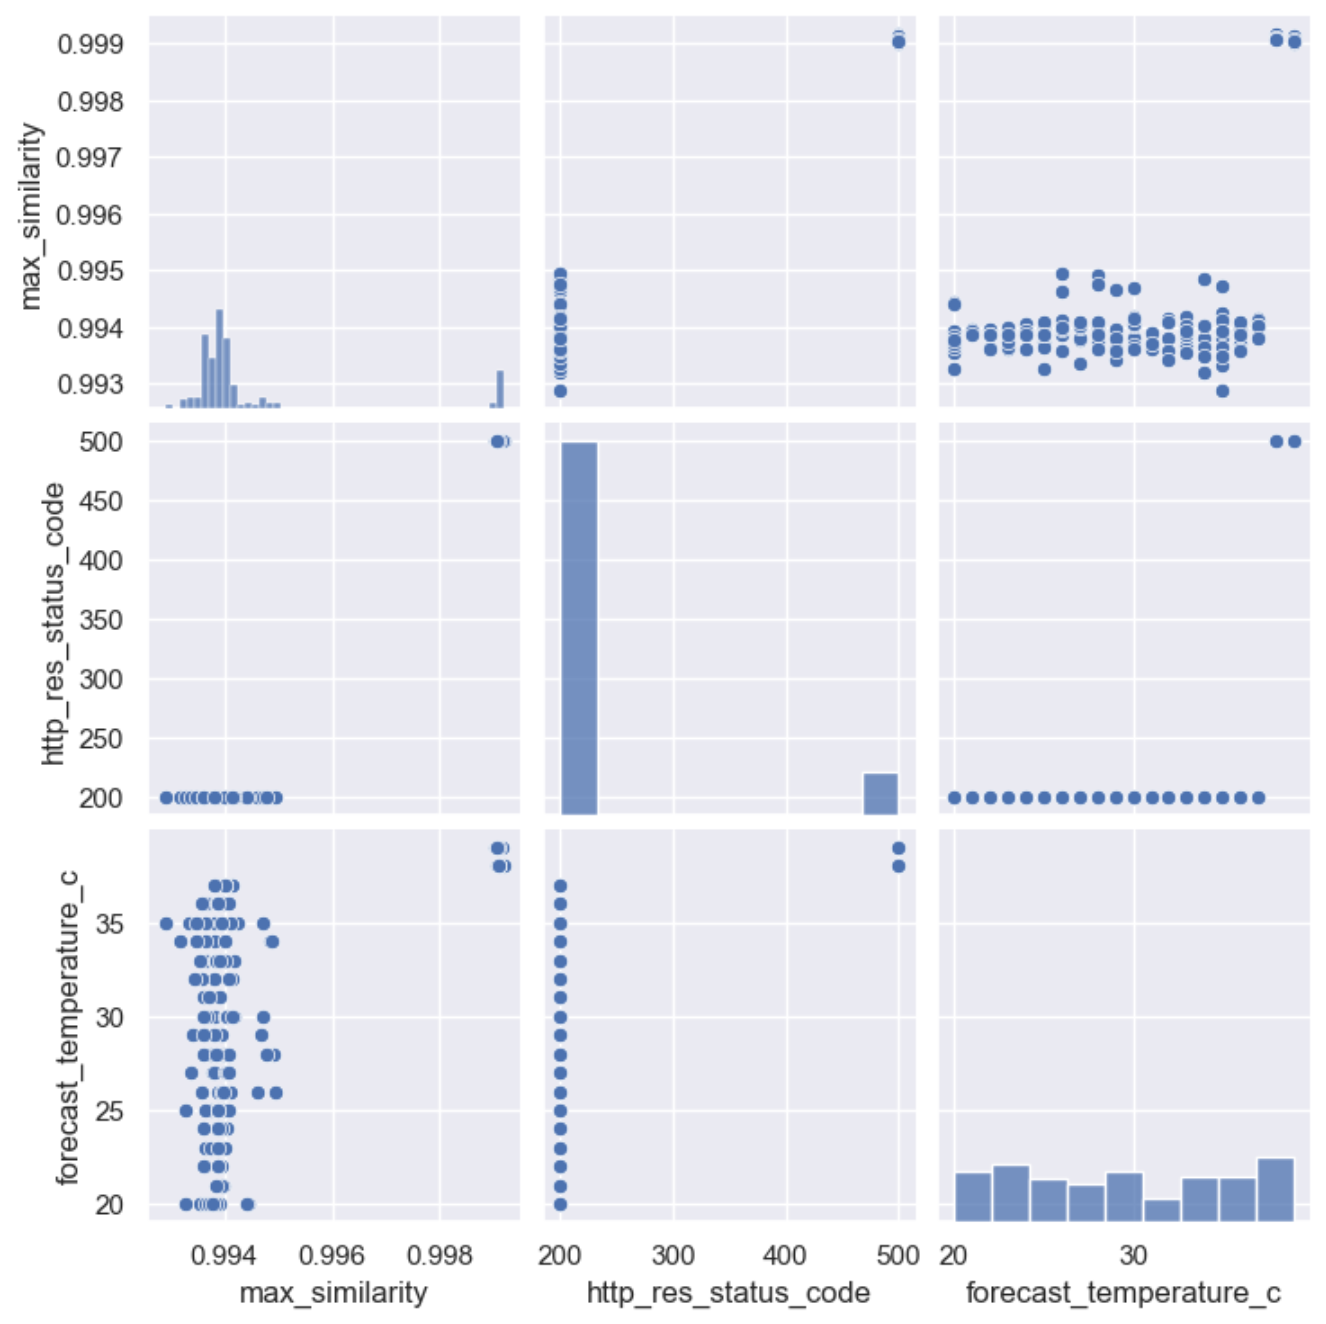 0.999
0.998
0.997
0.996
0.995
0.994
0.993
max_similarity
500
450
400
350
300
250
200
http_res_status_code
35
30
25
20
forecast_temperature_c
0.994 0.996 0.998
200 300 400 500
20 30
max_similarity
http_res_status_code
forecast_temperature_c